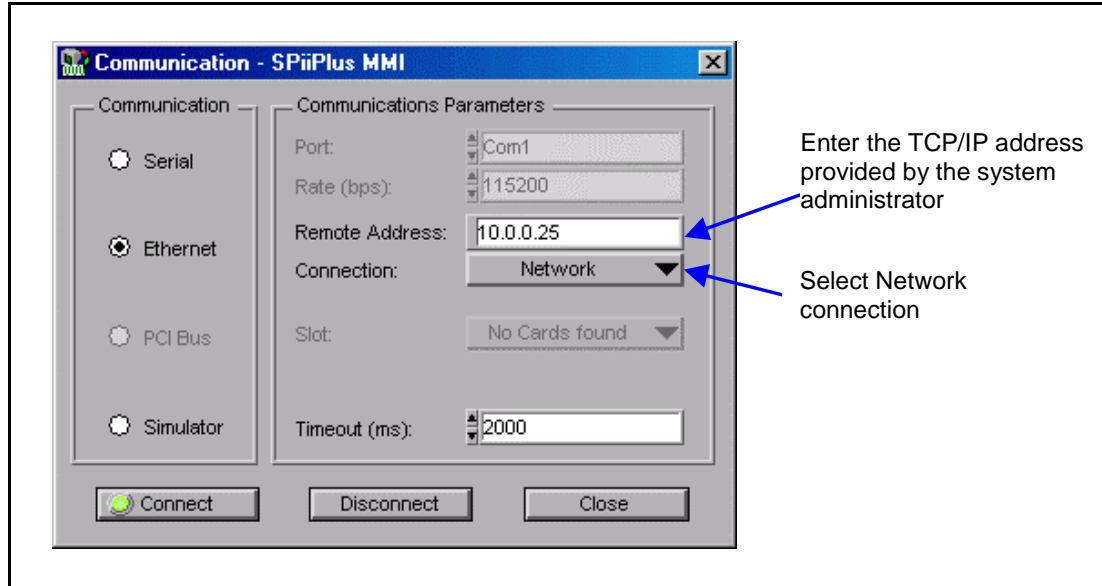 Communication - SPiiPlus MMI
Communication
Communications Parameters
Serial
Port:
Com1
Rate (bps):
115200
Ethernet
Remote Address:
10.0.0.25
Connection:
Network
PCI Bus
Slot:
No Cards found
Simulator
Timeout (ms):
2000
Connect
Disconnect
Close
Enter the TCP/IP address
provided by the system
administrator
Select Network
connection